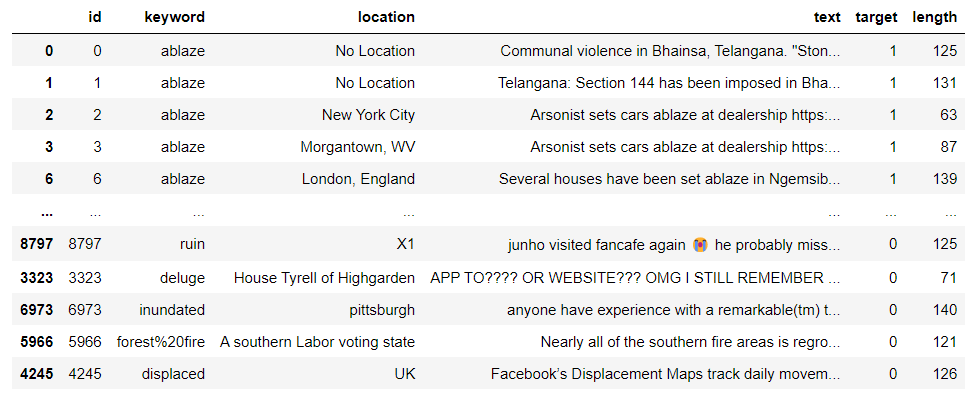 id keyword location text target length
0 0 ablaze No Location Communal violence in Bhainsa, Telangana. "Ston... 1 125
1 1 ablaze No Location Telangana: Section 144 has been imposed in Bha... 1 131
2 2 ablaze New York City Arsonist sets cars ablaze at dealership https:... 1 63
3 3 ablaze Morgantown, WV Arsonist sets cars ablaze at dealership https:... 1 87
6 6 ablaze London, England Several houses have been set ablaze in Ngemsib... 1 139
... ... ... ... ... ... ...
8797 8797 ruin X1 junho visited fancafe again 😭 he probably miss... 0 125
3323 3323 deluge House Tyrell of Highgarden APP TO???? OR WEBSITE??? OMG I STILL REMEMBER ... 0 71
6973 6973 inundated pittsburgh anyone have experience with a remarkable(tm) t... 0 140
5966 5966 forest%20fire A southern Labor voting state Nearly all of the southern fire areas is regro... 0 121
4245 4245 displaced UK Facebook’s Displacement Maps track daily movem... 0 126